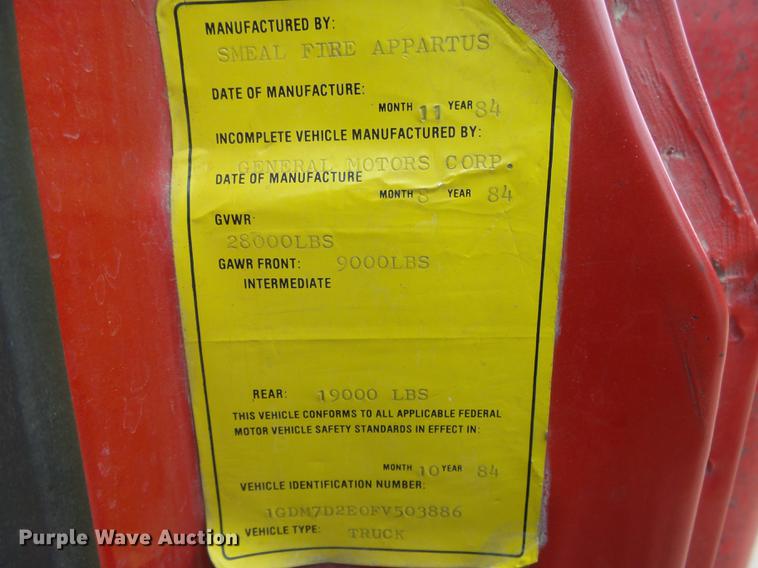 MANUFACTURED BY:
SMEAL FIRE APPARTUS
DATE OF MANUFACTURE:
MONTH 11 YEAR 84
INCOMPLETE VEHICLE MANUFACTURED BY:
GENERAL MOTORS CORP.
DATE OF MANUFACTURE
MONTH 8 YEAR 84
GVWR:
28000LBS
GAWR FRONT: 9000LBS
INTERMEDIATE
REAR: 19000 LBS
THIS VEHICLE CONFORMS TO ALL APPLICABLE FEDERAL
MOTOR VEHICLE SAFETY STANDARDS IN EFFECT IN:
MONTH 10 YEAR 84
VEHICLE IDENTIFICATION NUMBER:
1GDM7D2E0FV503886
VEHICLE TYPE: TRUCK
Purple Wave Auction